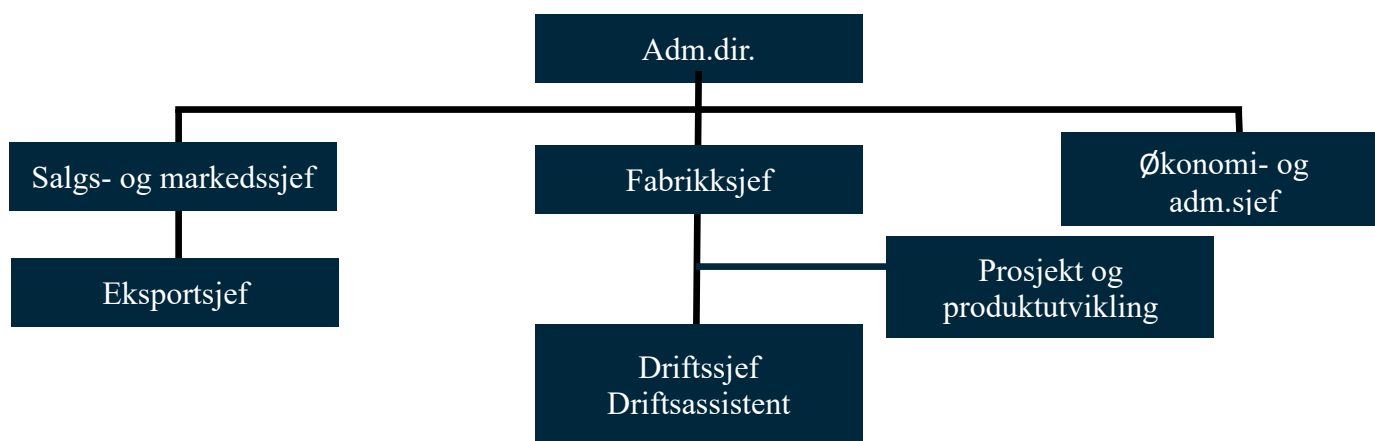 Adm.dir.
Salgs- og markedssjef
Fabrikksjef
Økonomi- og
adm.sjef
Eksportsjef
Prosjekt og
produktutvikling
Driftssjef
Driftsassistent